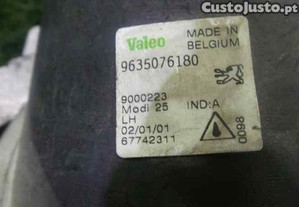 CustoJusto.pt
Valeo
MADE IN
BELGIUM
9635076180
9000223
Modi 25
IND:A
LH
02/01/01
67742311
0098